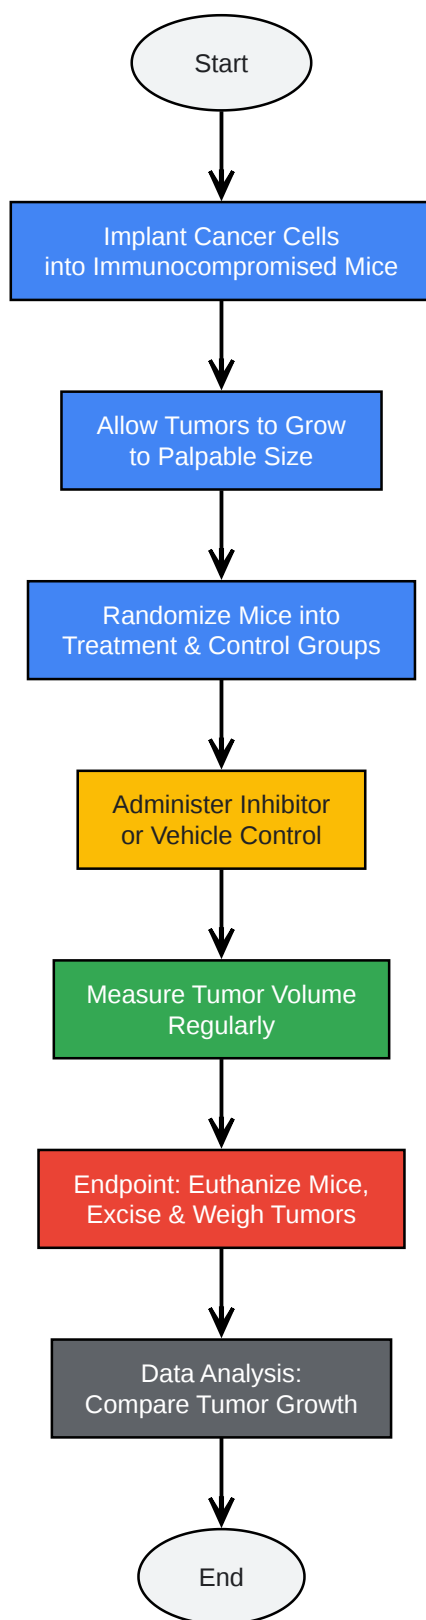 Start
Implant Cancer Cells
into Immunocompromised Mice
Allow Tumors to Grow
to Palpable Size
Randomize Mice into
Treatment & Control Groups
Administer Inhibitor
or Vehicle Control
Measure Tumor Volume
Regularly
Endpoint: Euthanize Mice,
Excise & Weigh Tumors
Data Analysis:
Compare Tumor Growth
End